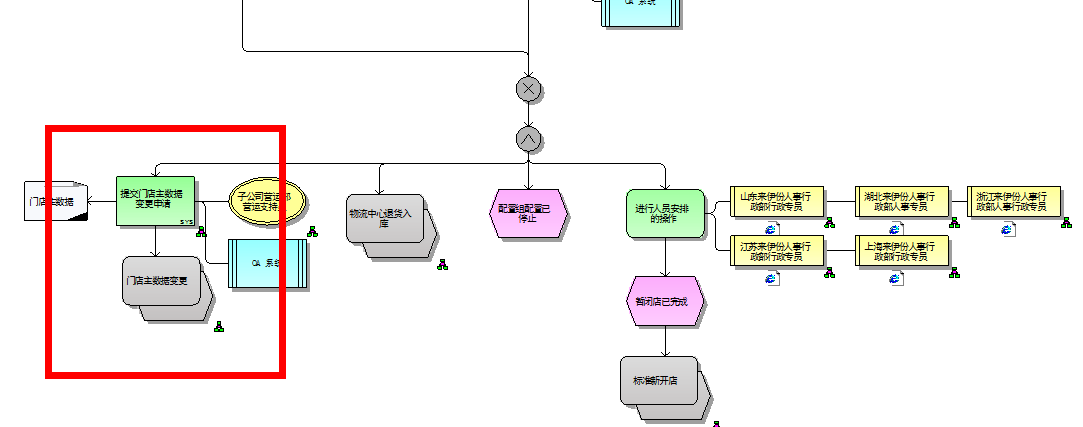 OA 系统
提交门店主数据
变更申请
SYS
门店主数据
子公司营运部
营运支持
OA 系统
门店主数据变更
物流中心退货入
库
配置组配置已
停止
进行人员安排
的操作
山东来伊份人事行
政部行政专员
湖北来伊份人事行
政部人事专员
浙江来伊份人事行
政部人事行政专员
江苏来伊份人事行
政部行政专员
上海来伊份人事行
政部行政专员
暂闭店已完成
标准新开店